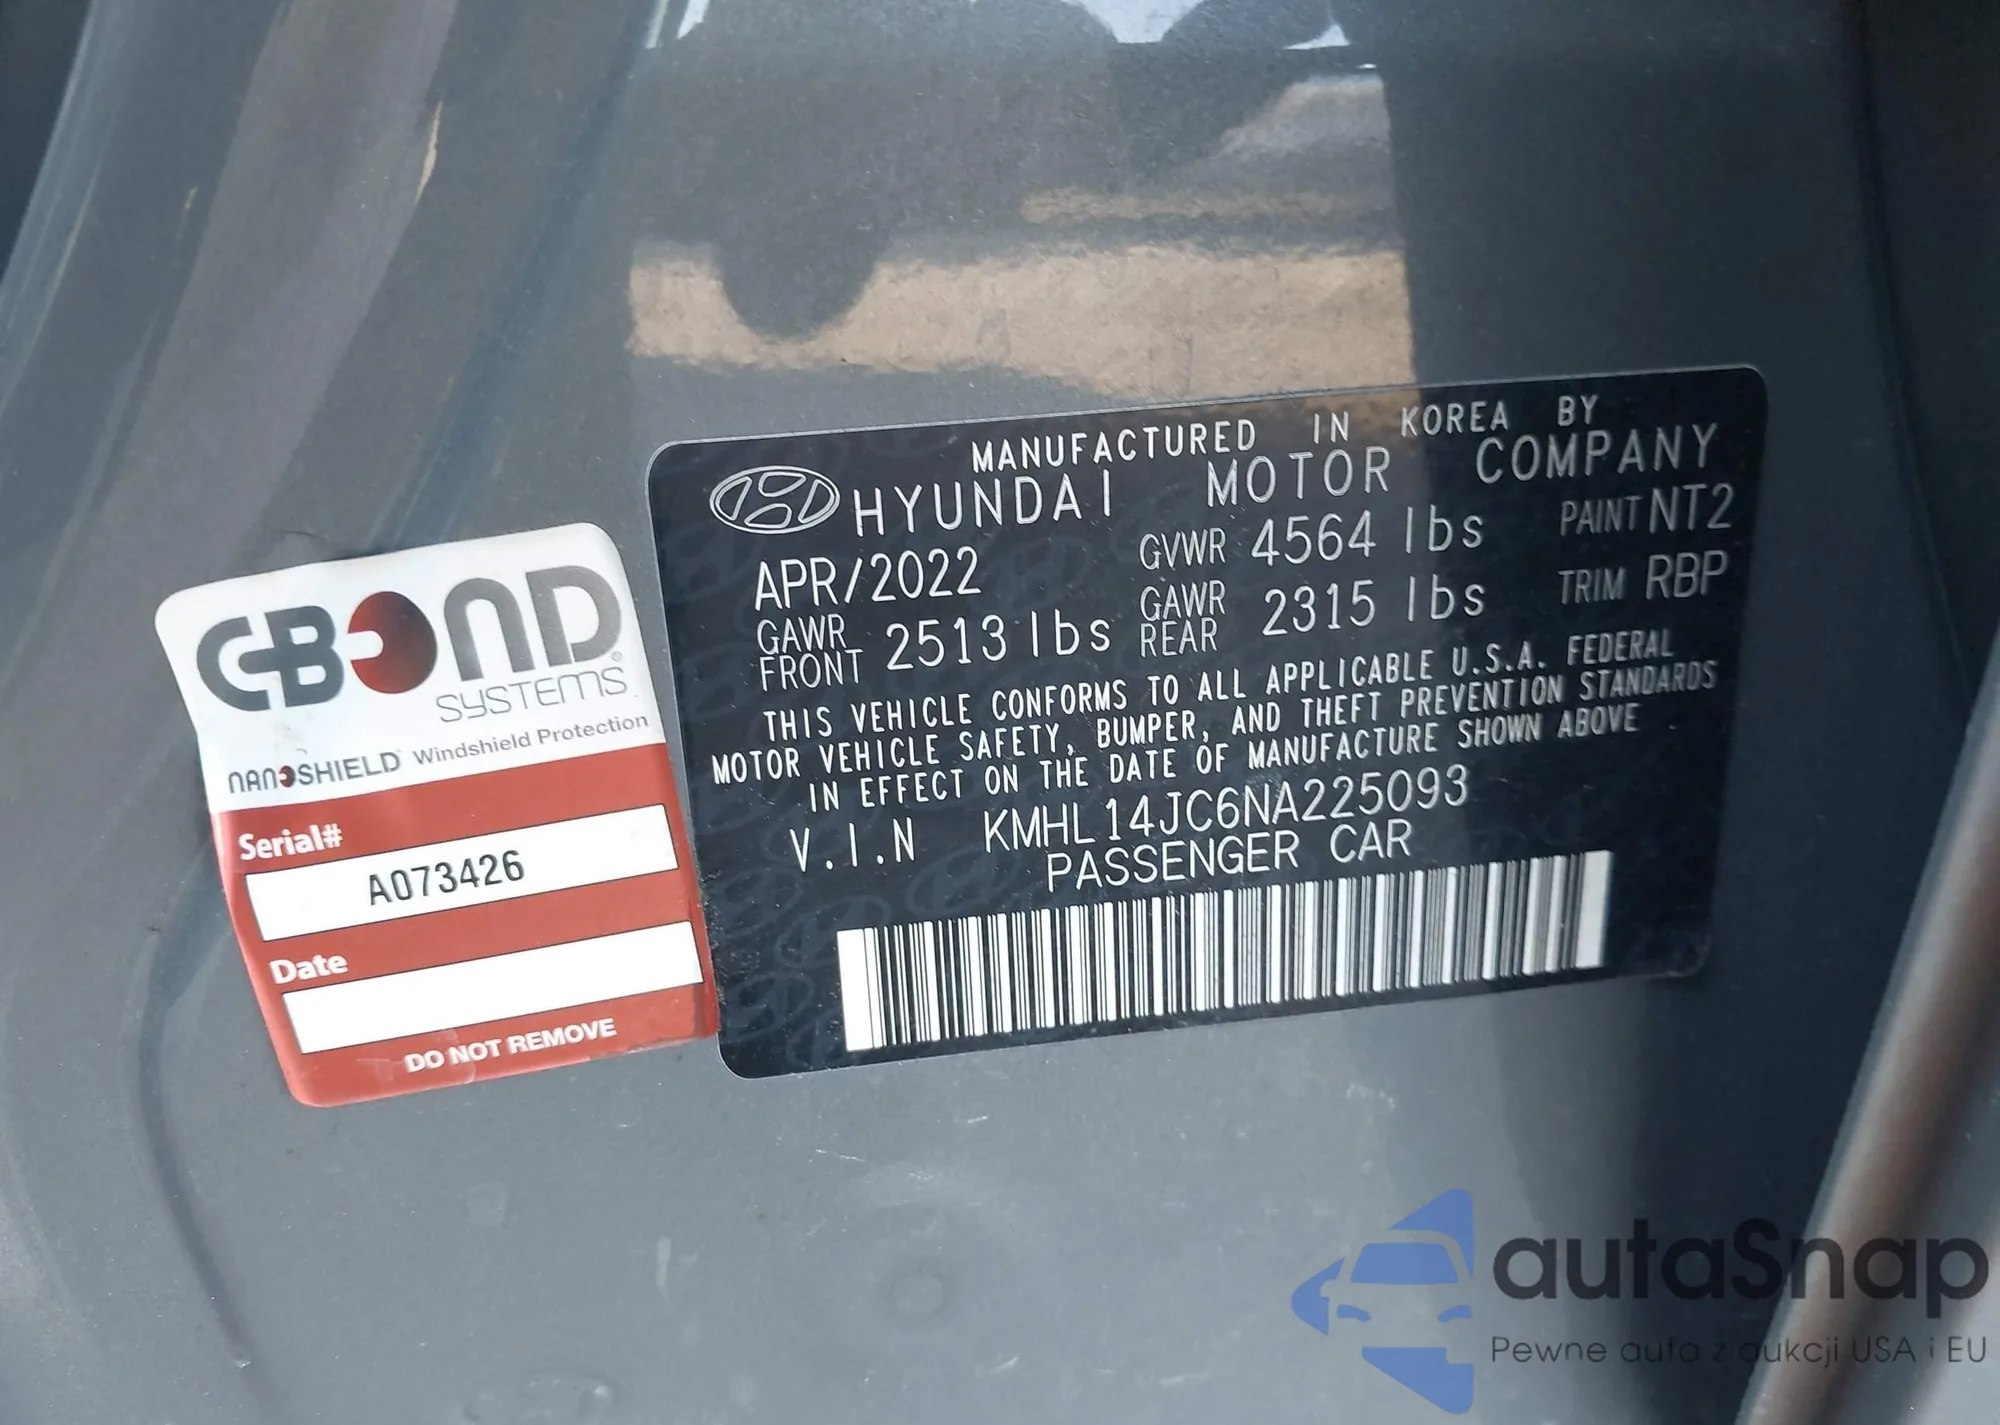 MANUFACTURED IN KOREA BY
HYUNDAI MOTOR COMPANY
APR/2022 GVWR 4564 lbs PAINT NT2
GAWR FRONT 2513 lbs GAWR REAR 2315 lbs TRIM RBP
THIS VEHICLE CONFORMS TO ALL APPLICABLE U.S.A. FEDERAL
MOTOR VEHICLE SAFETY, BUMPER, AND THEFT PREVENTION STANDARDS
IN EFFECT ON THE DATE OF MANUFACTURE SHOWN ABOVE
V.I.N KMHL14JC6NA225093
PASSENGER CAR
CBOND
SYSTEMS®
NANOSHIELD™ Windshield Protection
Serial#
A073426
Date
DO NOT REMOVE
autaSnap
Pewne auta z aukcji USA i EU